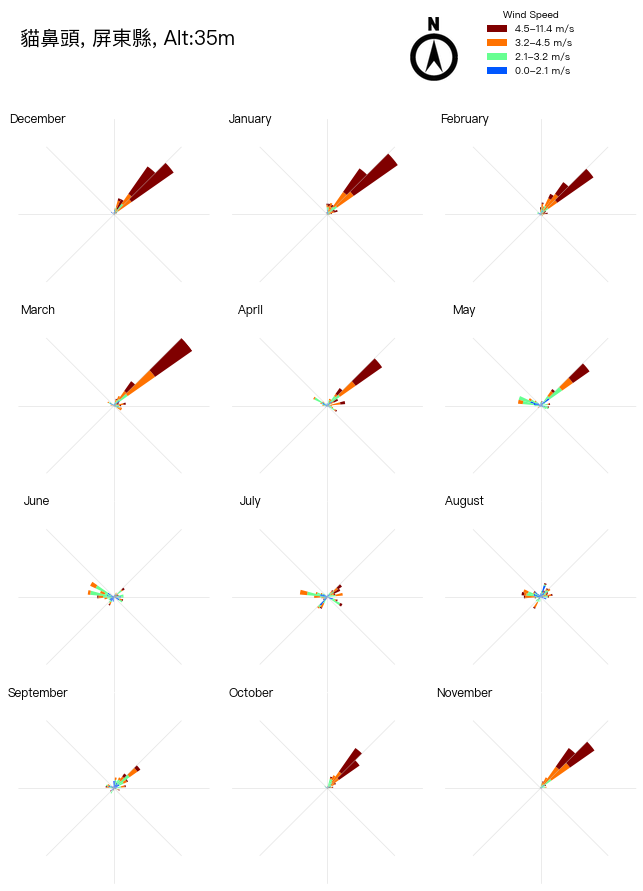 貓鼻頭, 屏東縣, Alt:35m
N
Wind Speed
4.5–11.4 m/s
3.2–4.5 m/s
2.1–3.2 m/s
0.0–2.1 m/s
December
January
February
March
April
May
June
July
August
September
October
November